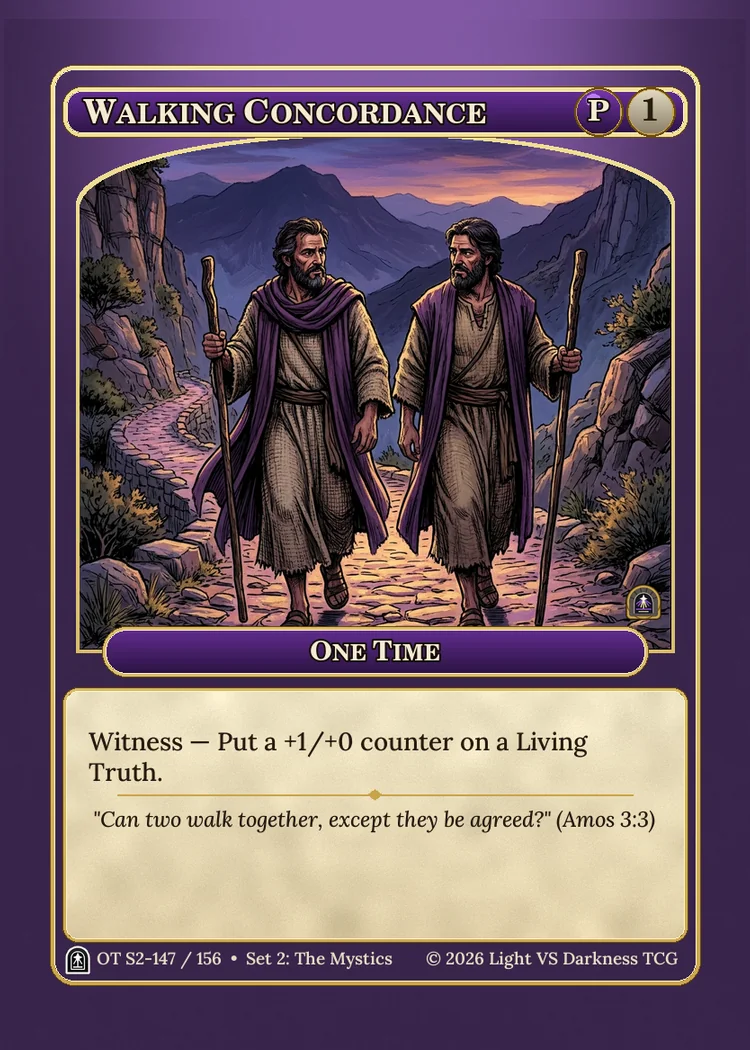 Walking Concordance P 1
One Time
Witness — Put a +1/+0 counter on a Living
Truth.
"Can two walk together, except they be agreed?" (Amos 3:3)
OT S2-147 / 156 • Set 2: The Mystics © 2026 Light VS Darkness TCG